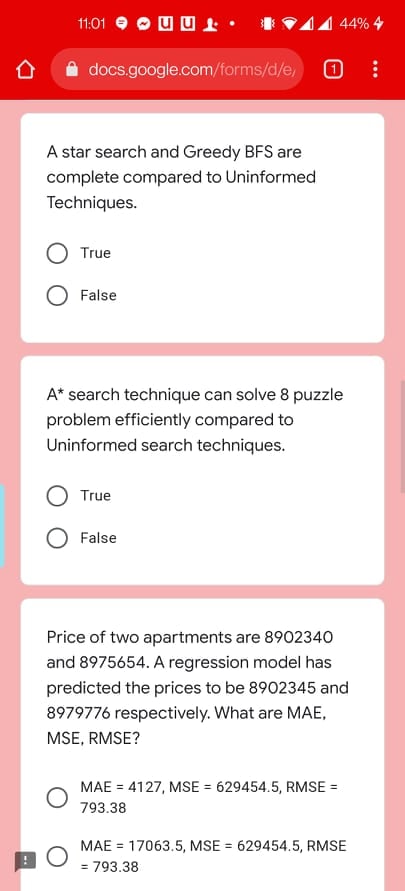 11:01 44%
docs.google.com/forms/d/e/ 1
A star search and Greedy BFS are
complete compared to Uninformed
Techniques.
True
False
A* search technique can solve 8 puzzle
problem efficiently compared to
Uninformed search techniques.
True
False
Price of two apartments are 8902340
and 8975654. A regression model has
predicted the prices to be 8902345 and
8979776 respectively. What are MAE,
MSE, RMSE?
MAE = 4127, MSE = 629454.5, RMSE =
793.38
MAE = 17063.5, MSE = 629454.5, RMSE
= 793.38